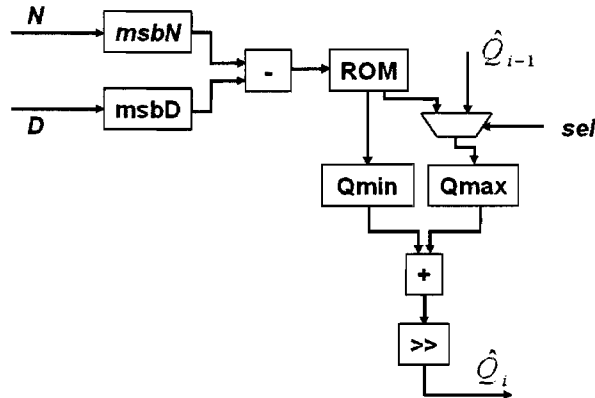 N
msbN
D
msbD
-
ROM
Q̂ i−1
sel
Qmin
Qmax
+
>>
Q̂ i